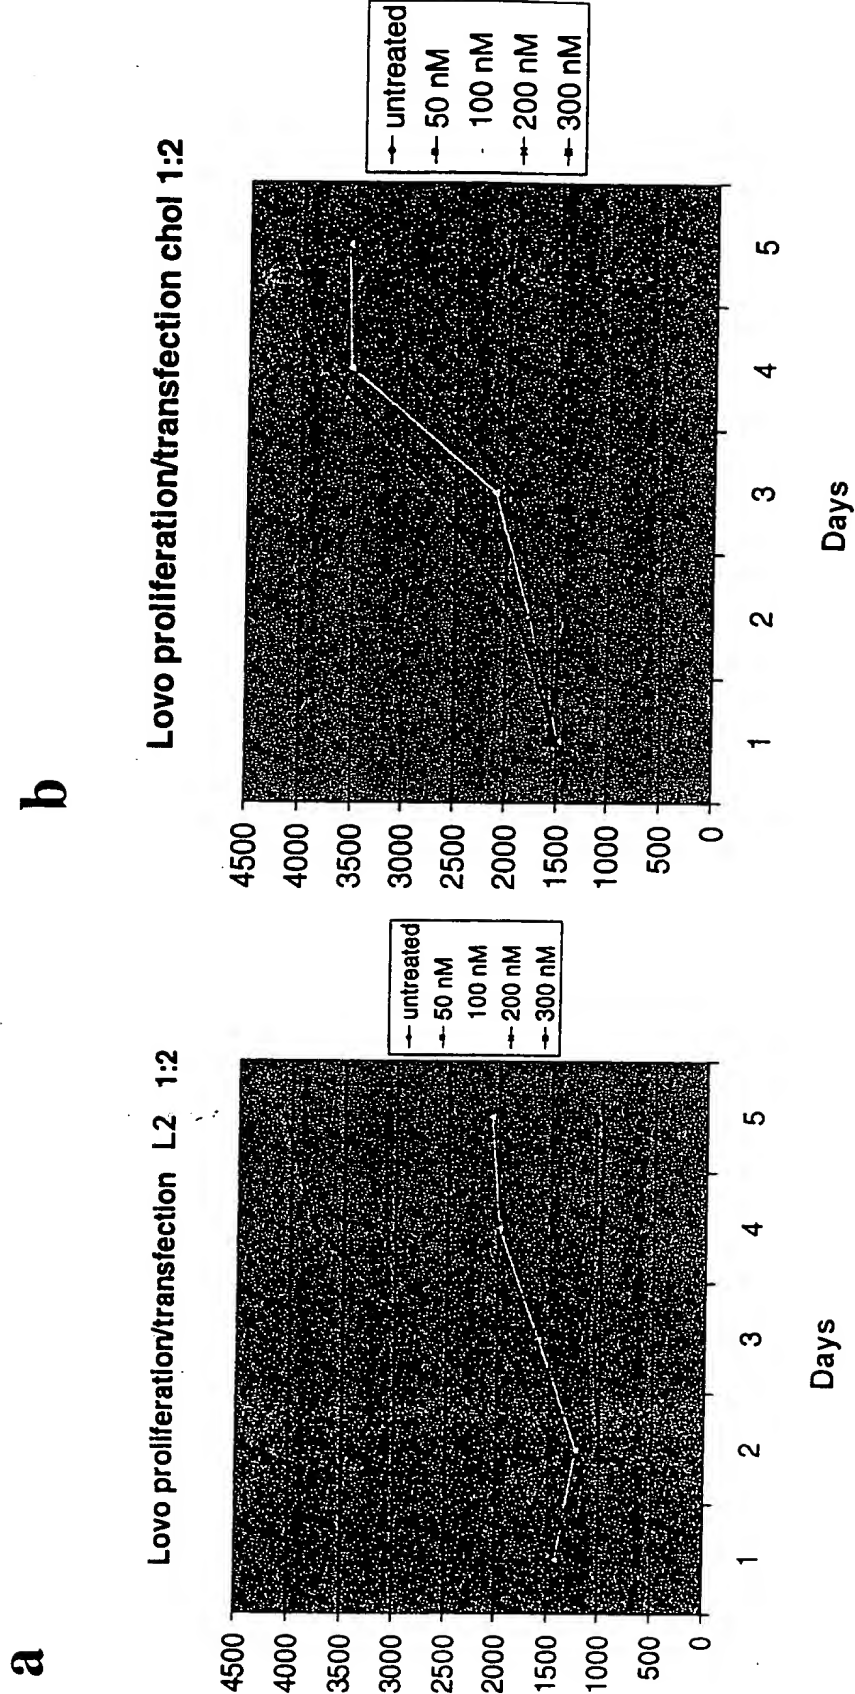 a
Lovo proliferation/transfection L2 1:2
4500
4000
3500
3000
2500
2000
1500
1000
500
0
1 2 3 4 5
Days
untreated
50 nM
100 nM
200 nM
300 nM
b
Lovo proliferation/transfection chol 1:2
4500
4000
3500
3000
2500
2000
1500
1000
500
0
1 2 3 4 5
Days
untreated
50 nM
100 nM
200 nM
300 nM